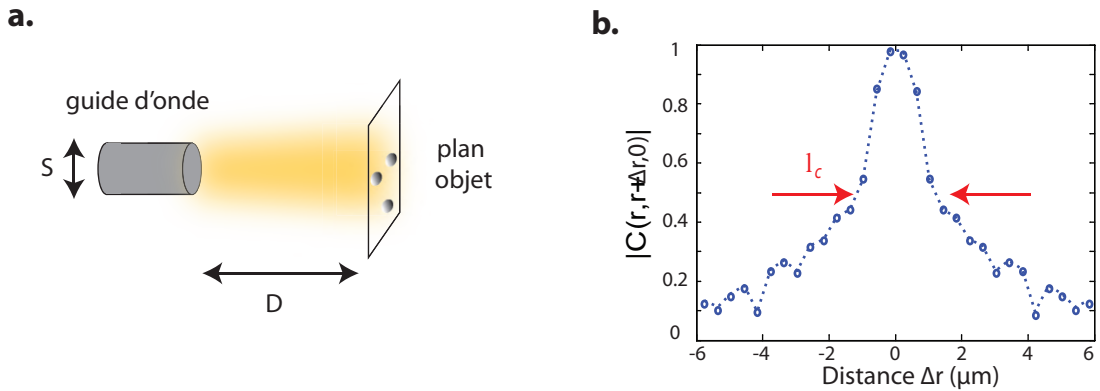 a.
guide d'onde
S
D
plan
objet
b.
|C(r,r+Δr,0)|
1
0.8
0.6
0.4
0.2
0
l_c
-6 -4 -2 0 2 4 6
Distance Δr (μm)